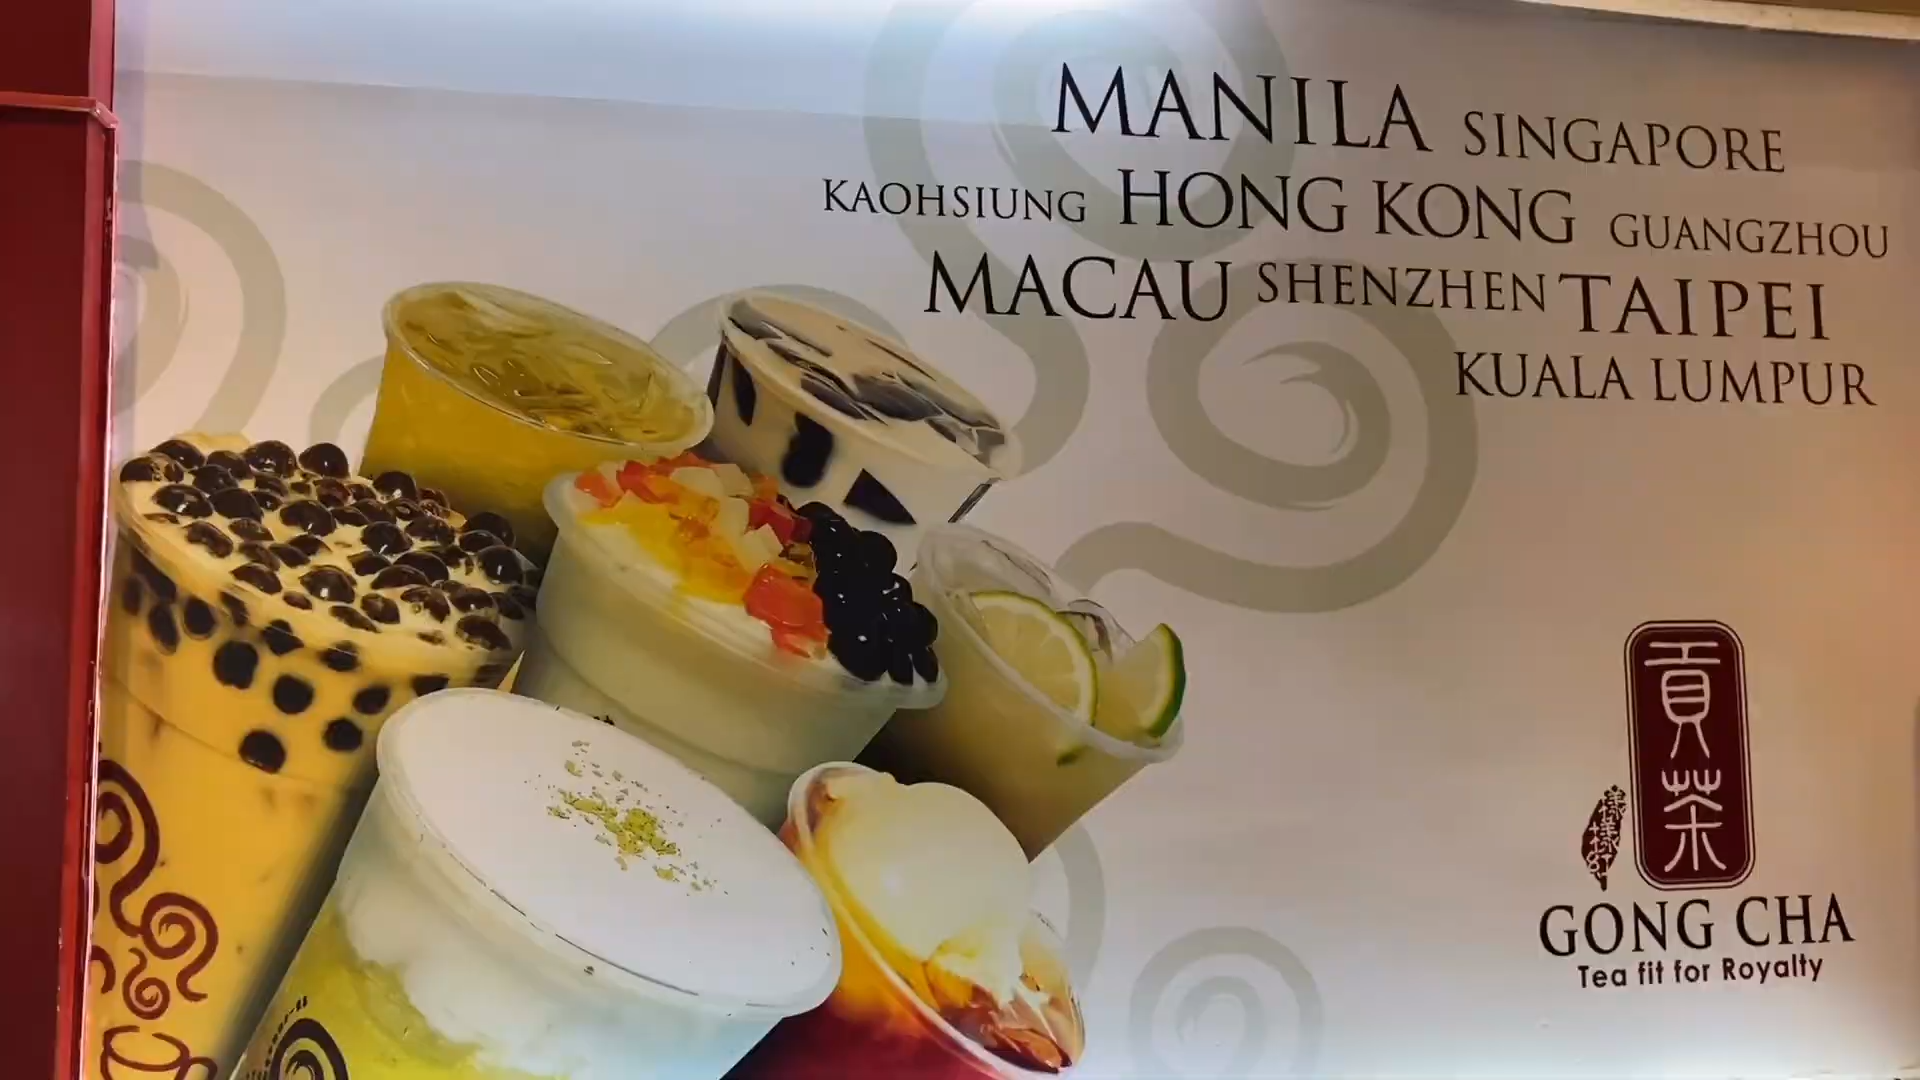 MANILA SINGAPORE
KAOHSIUNG HONG KONG GUANGZHOU
MACAU SHENZHEN TAIPEI
KUALA LUMPUR
貢茶
GONG CHA
Tea fit for Royalty